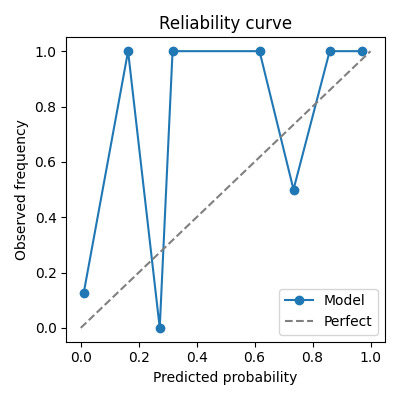 Reliability curve
1.0
0.8
0.6
0.4
0.2
0.0
Observed frequency
Model
Perfect
0.0 0.2 0.4 0.6 0.8 1.0
Predicted probability